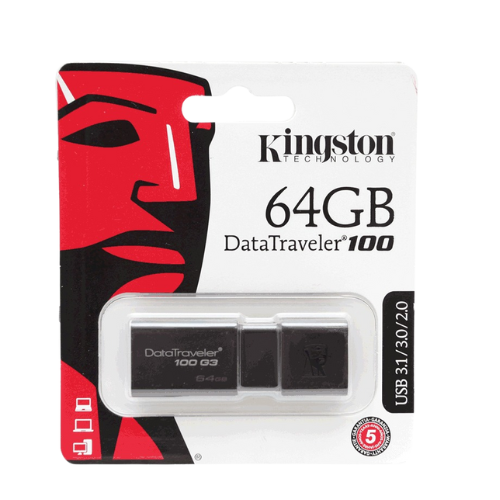 Kingston
TECHNOLOGY
64GB
DataTraveler® 100
USB 3.1 / 3.0 / 2.0
DataTraveler®
100 G3
64GB
5